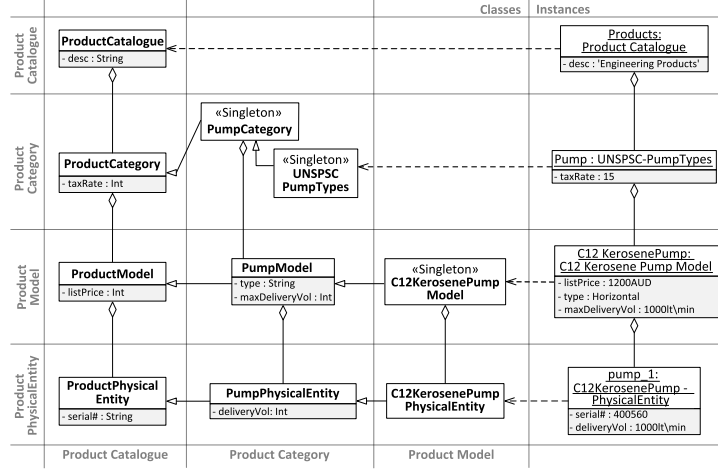 Classes
Instances
Product
Catalogue
ProductCatalogue
- desc : String
Products:
Product Catalogue
- desc : 'Engineering Products'
Product
Category
«Singleton»
PumpCategory
ProductCategory
- taxRate : Int
«Singleton»
UNSPSC
PumpTypes
Pump : UNSPSC-PumpTypes
- taxRate : 15
Product
Model
ProductModel
- listPrice : Int
PumpModel
- type : String
- maxDeliveryVol : Int
«Singleton»
C12KerosenePump
Model
C12 KerosenePump:
C12 Kerosene Pump Model
- listPrice : 1200AUD
- type : Horizontal
- maxDeliveryVol : 1000lt\min
Product
PhysicalEntity
ProductPhysical
Entity
- serial# : String
PumpPhysicalEntity
- deliveryVol: Int
C12KerosenePump
PhysicalEntity
pump_1:
C12KerosenePump -
PhysicalEntity
- serial# : 400560
- deliveryVol : 1000lt\min
Product Catalogue
Product Category
Product Model